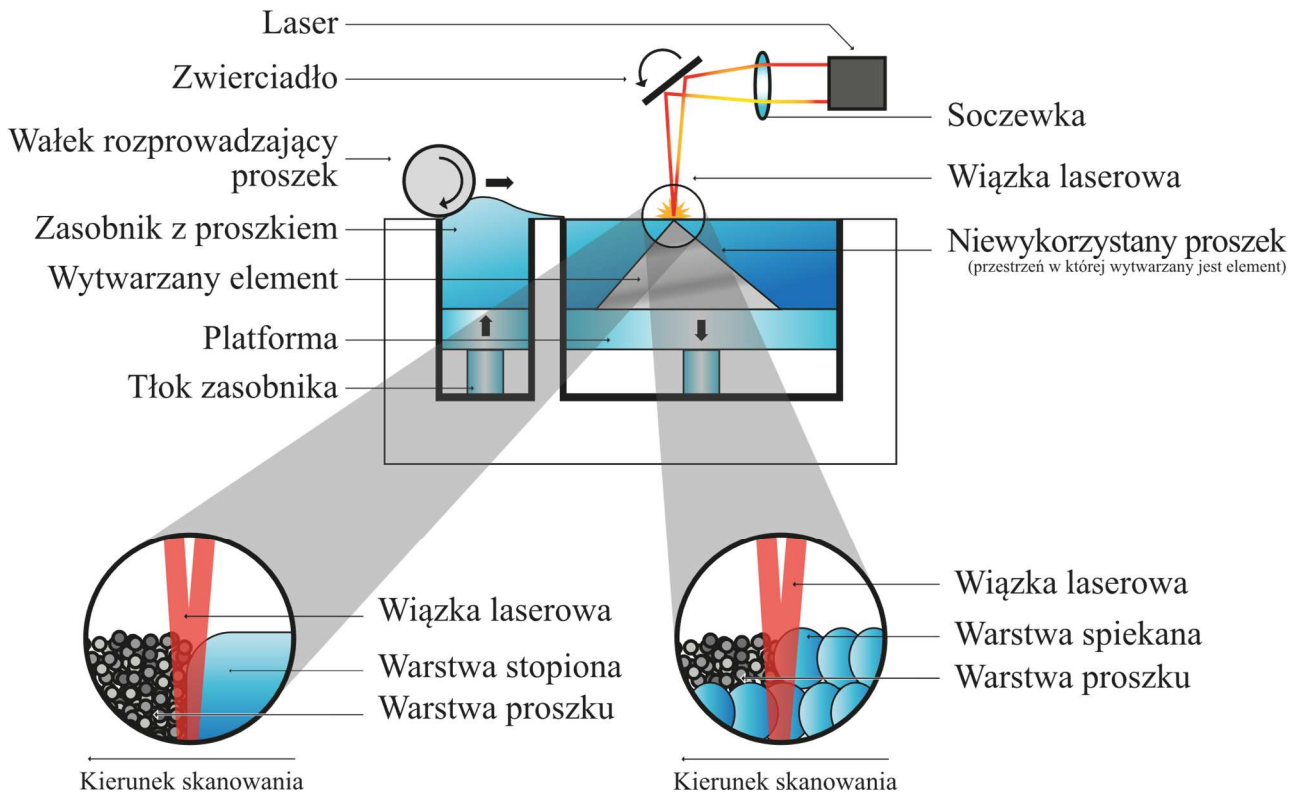 Laser
Zwierciadło
Wałek rozprowadzający
proszek
Zasobnik z proszkiem
Wytwarzany element
Platforma
Tłok zasobnika
Soczewka
Wiązka laserowa
Niewykorzystany proszek
(przestrzeń w której wytwarzany jest element)
Wiązka laserowa
Warstwa stopiona
Warstwa proszku
Kierunek skanowania
Wiązka laserowa
Warstwa spiekana
Warstwa proszku
Kierunek skanowania